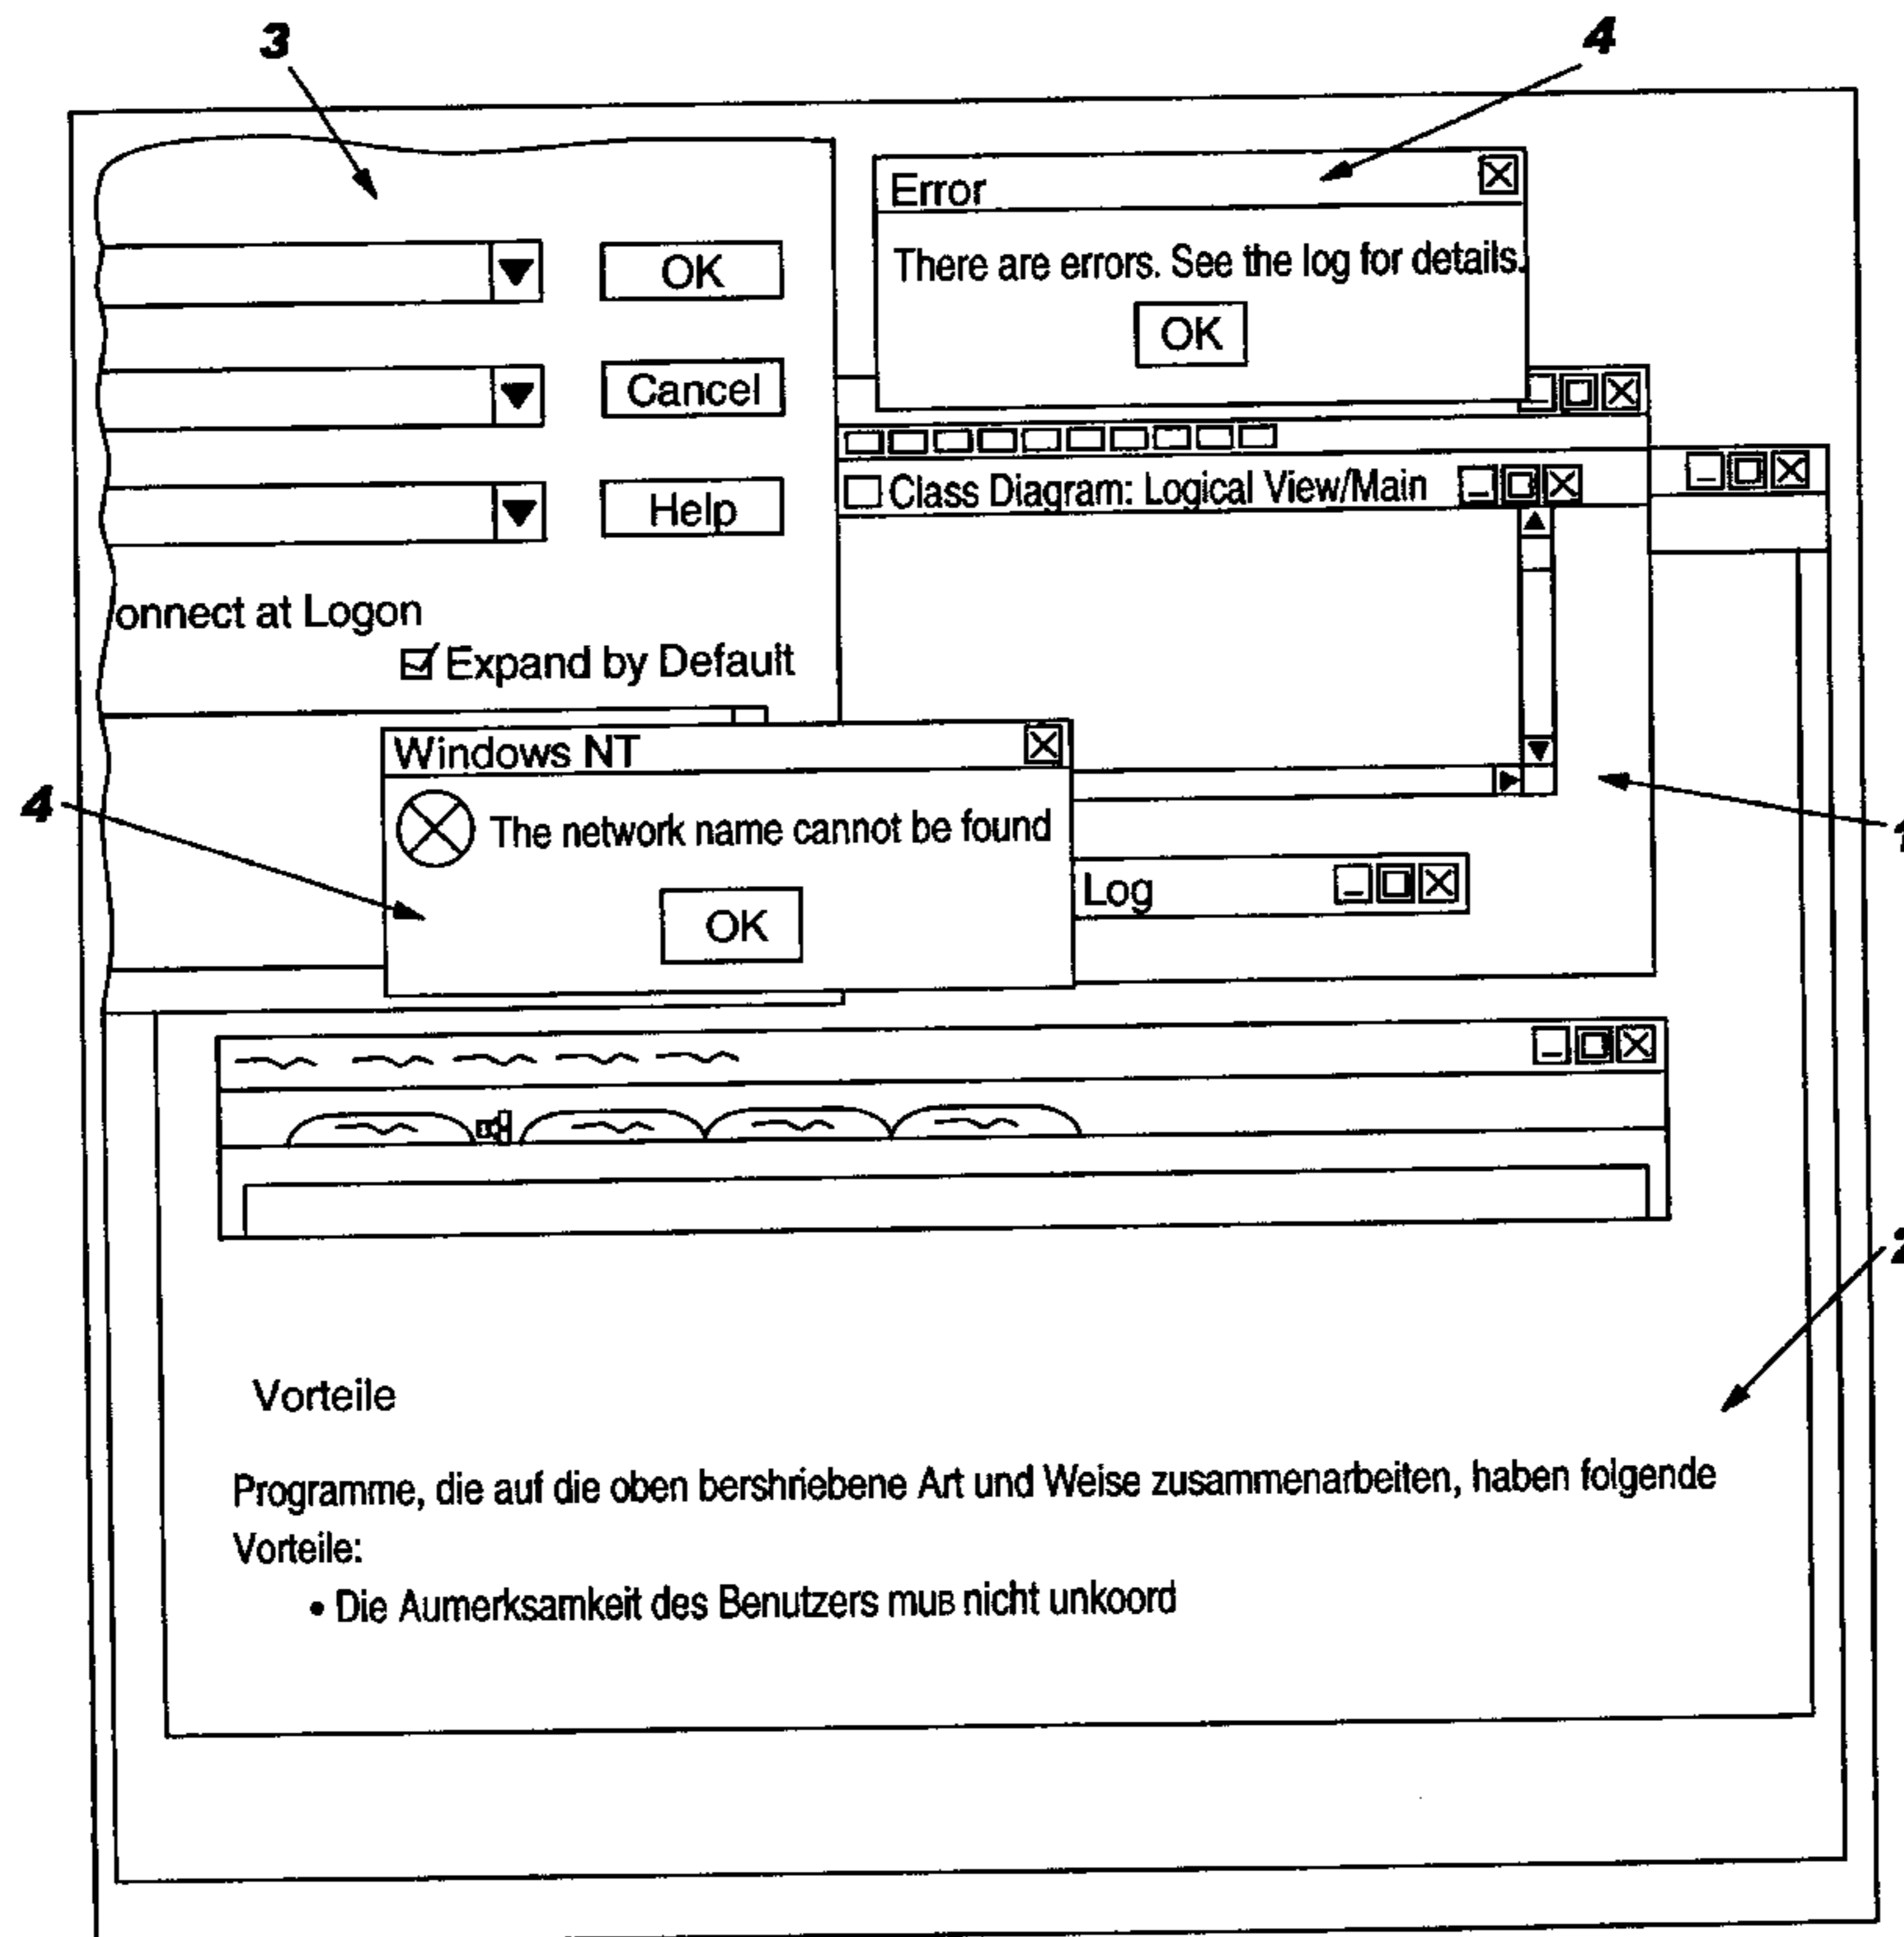 3
4
Error
There are errors. See the log for details.
OK
OK
Cancel
Help
Class Diagram: Logical View/Main
onnect at Logon
Expand by Default
Windows NT
The network name cannot be found
OK
4
Log
2
Vorteile
Programme, die auf die oben bershriebene Art und Weise zusammenarbeiten, haben folgende
Vorteile:
• Die Aumerksamkeit des Benutzers muB nicht unkoord